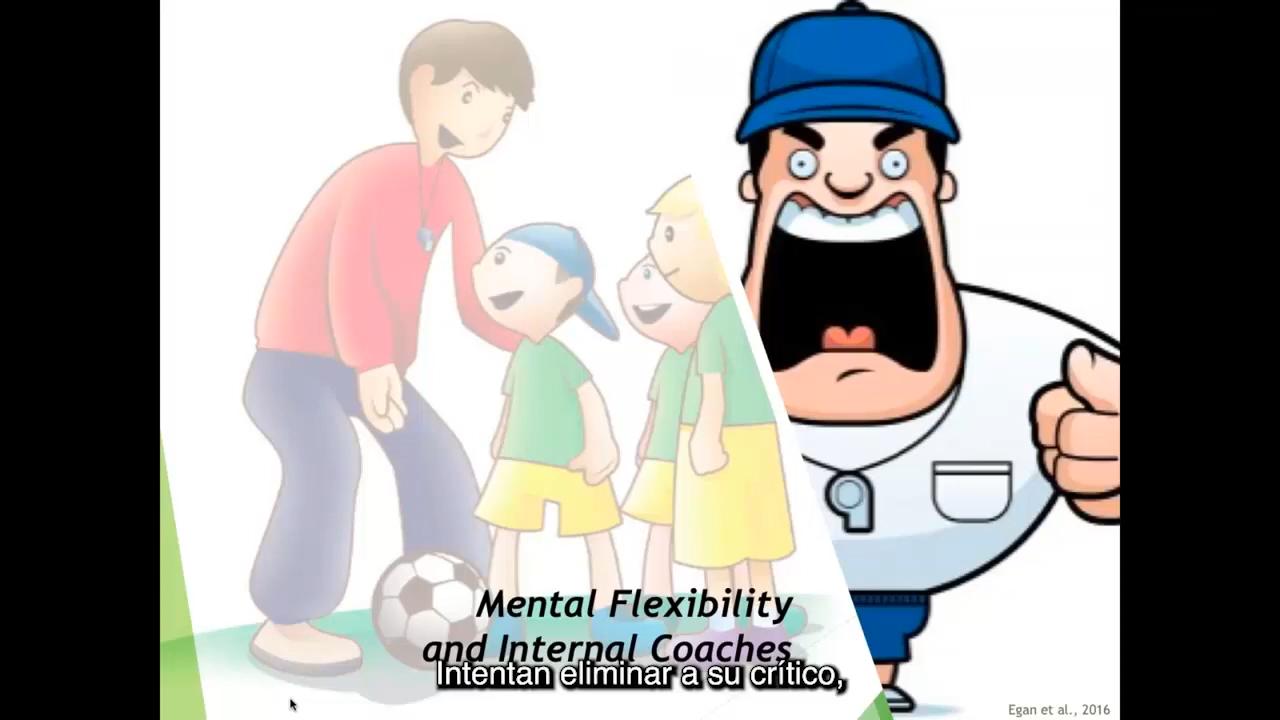 Mental Flexibility
and Internal Coaches
Intentan eliminar a su crítico,
Egan et al., 2016